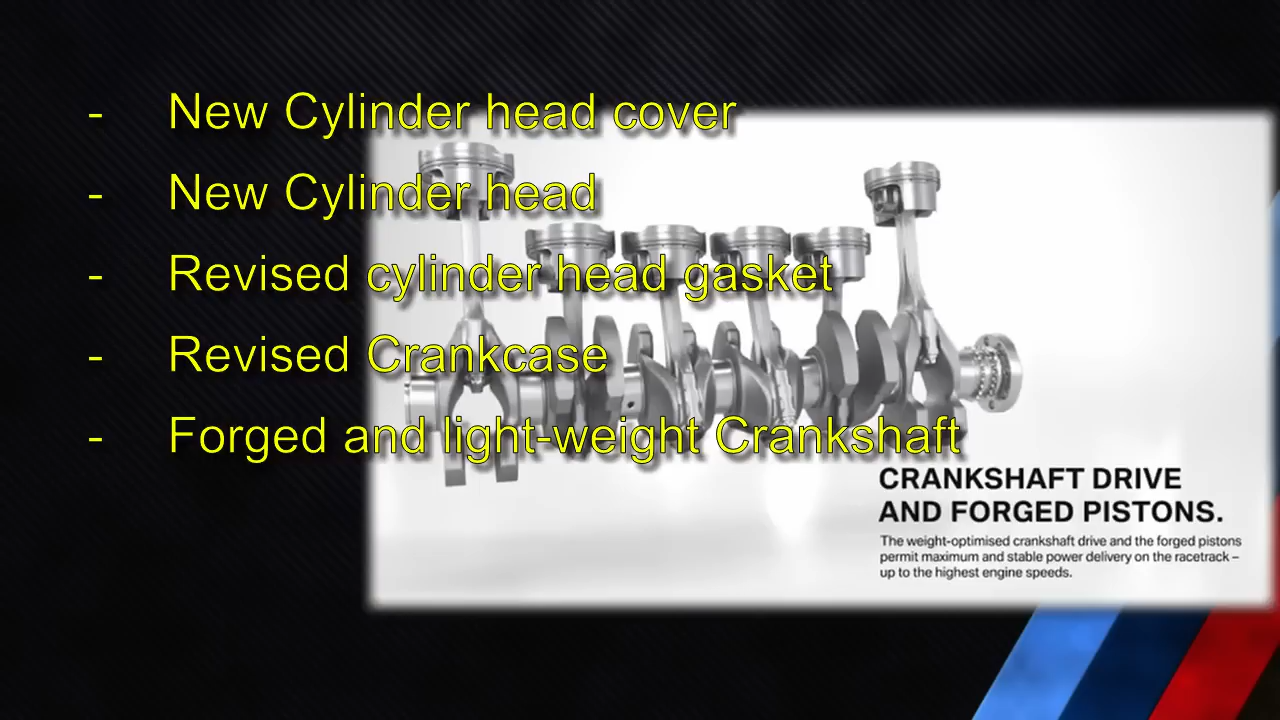 - New Cylinder head cover
- New Cylinder head
- Revised cylinder head gasket
- Revised Crankcase
- Forged and light-weight Crankshaft
CRANKSHAFT DRIVE
AND FORGED PISTONS.
The weight-optimised crankshaft drive and the forged pistons
permit maximum and stable power delivery on the racetrack –
up to the highest engine speeds.